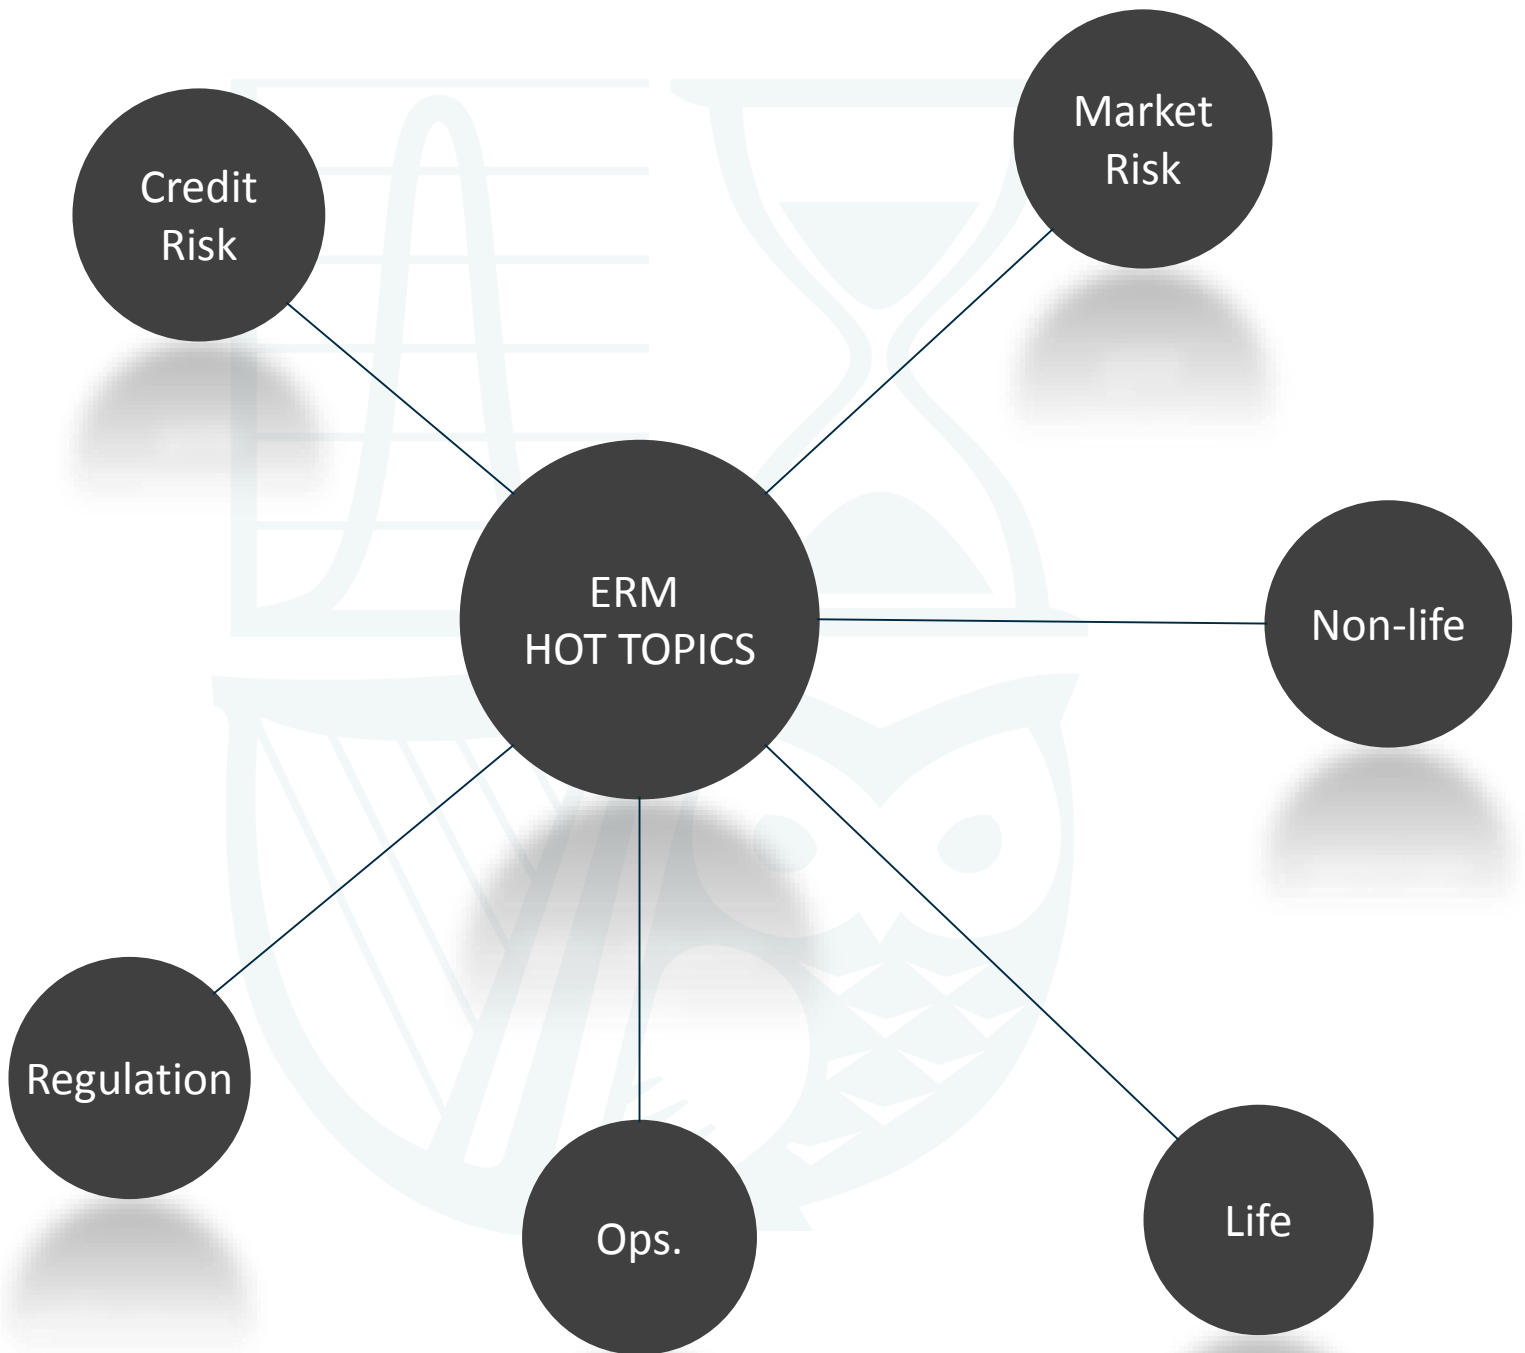 Credit
Risk
Market
Risk
ERM
HOT TOPICS
Non-life
Regulation
Ops.
Life